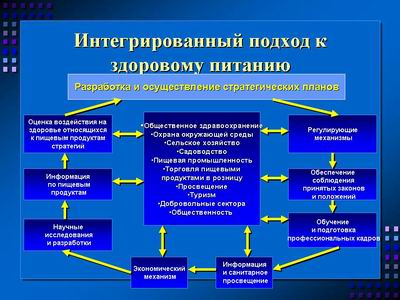 Интегрированный подход к
здоровому питанию
Разработка и осуществление стратегических планов
Оценка воздействия на
здоровье относящихся
к пищевым продуктам
стратегий
Информация
по пищевым
продуктам
Научные
исследования
и разработки
•Общественное здравоохранение
•Охрана окружающей среды
•Сельское хозяйство
•Садоводство
•Пищевая промышленность
•Торговля пищевыми
продуктами в розницу
•Просвещение
•Туризм
•Добровольные сектора
•Общественность
Регулирующие
механизмы
Обеспечение
соблюдения
принятых законов
и положений
Обучение
и подготовка
профессиональных кадров
Экономический
механизм
Информация
и санитарное
просвещение